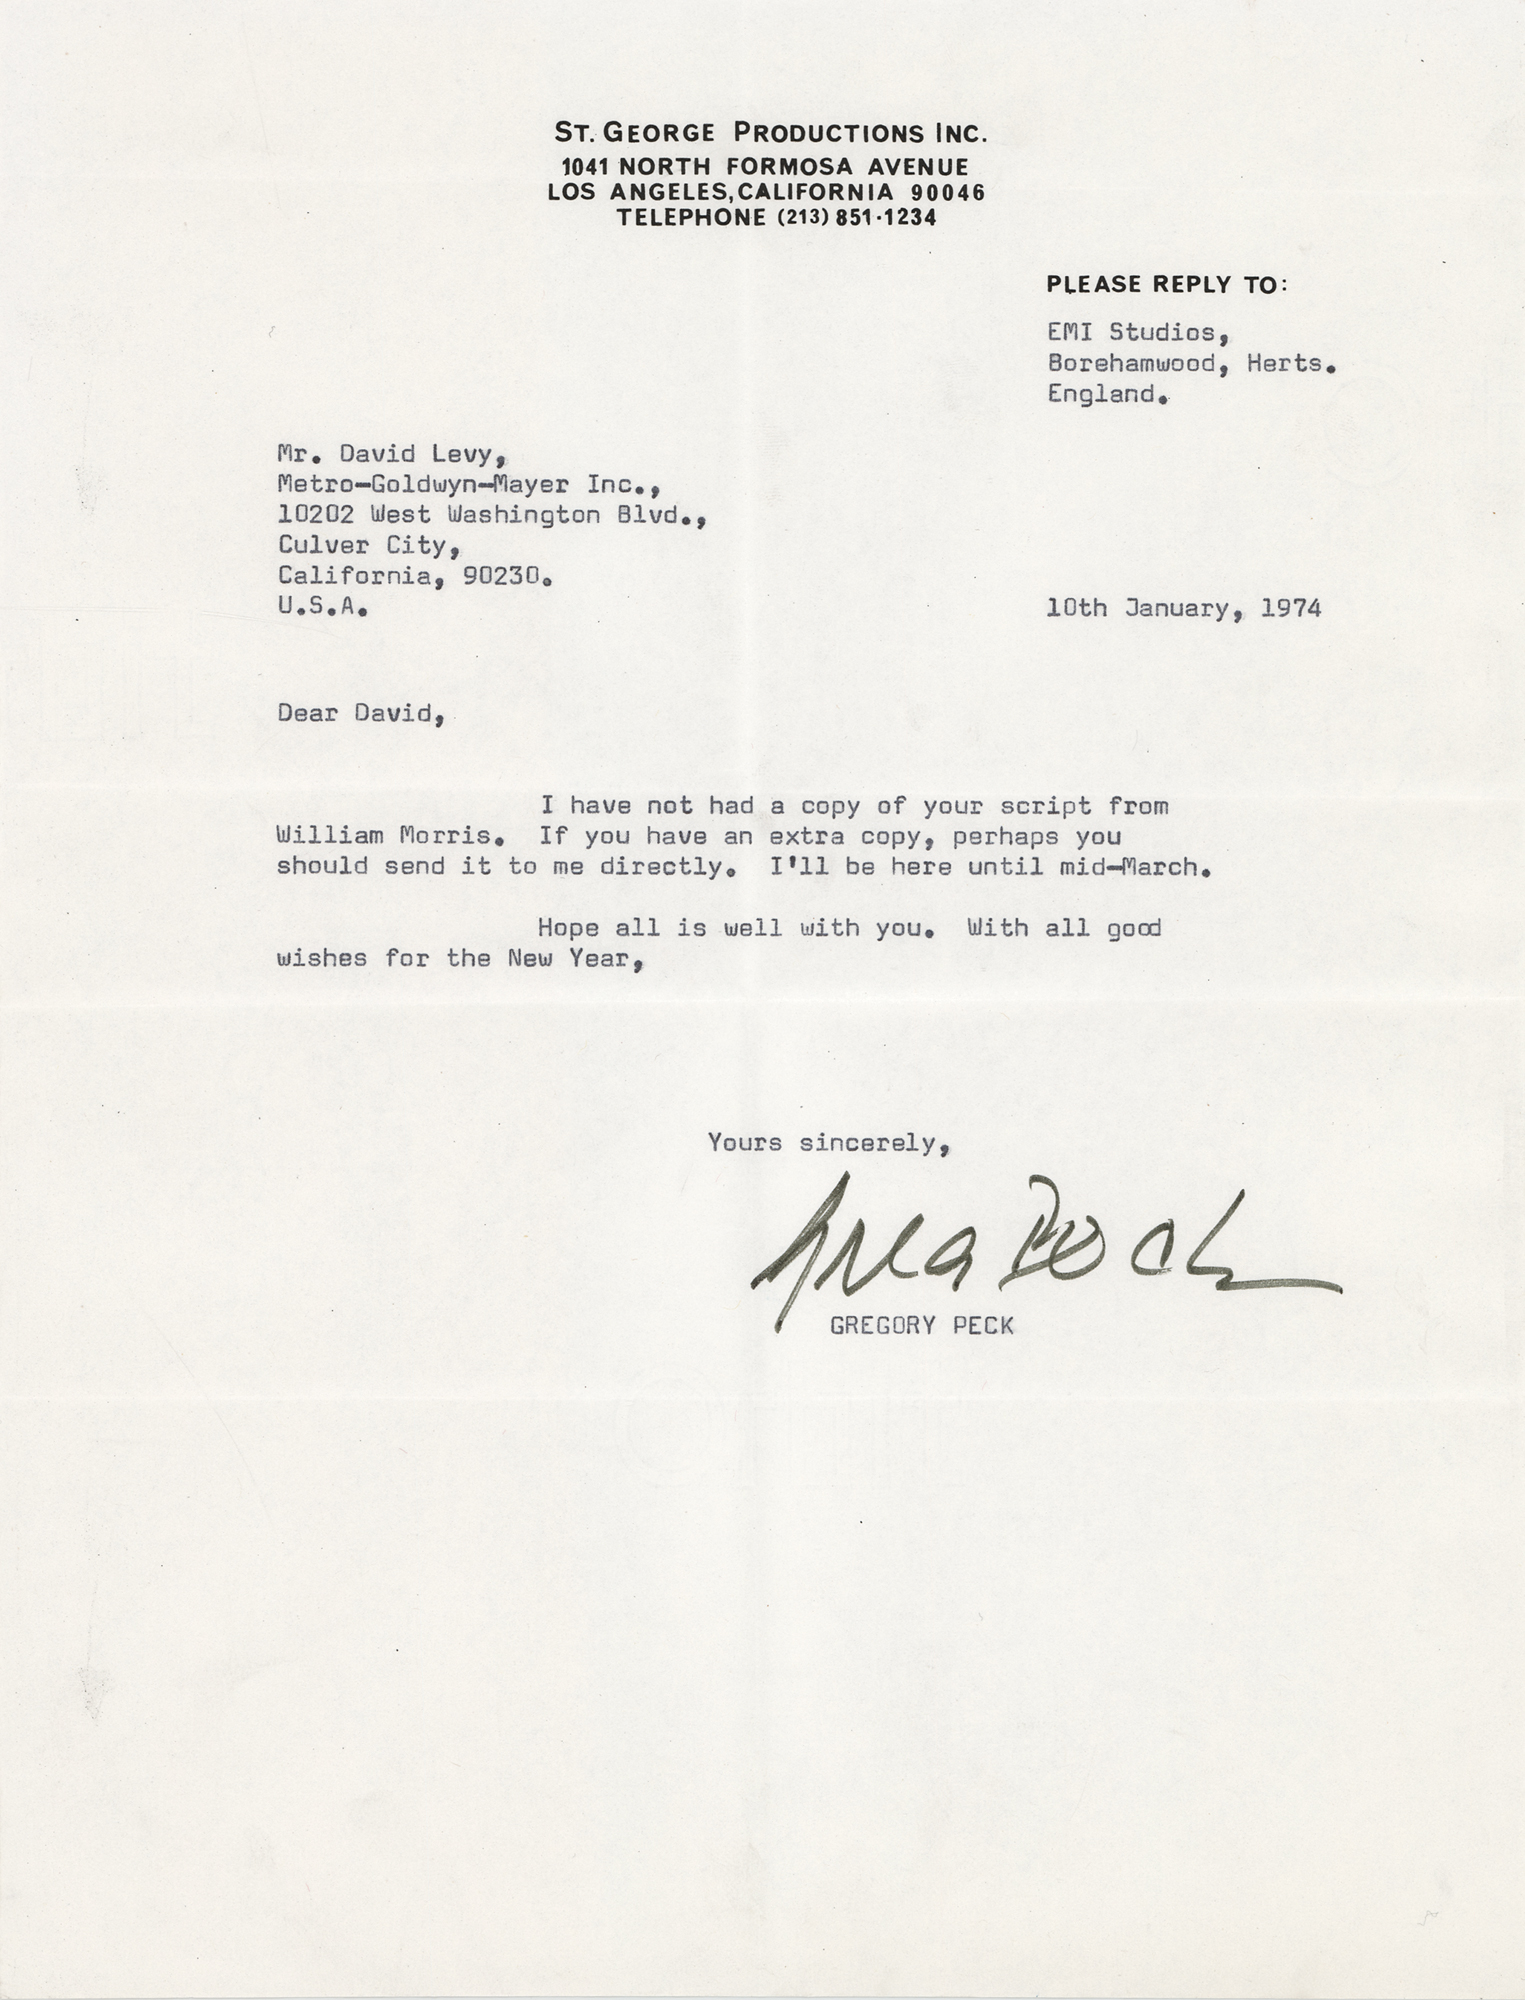 ST. GEORGE PRODUCTIONS INC.
1041 NORTH FORMOSA AVENUE
LOS ANGELES, CALIFORNIA 90046
TELEPHONE (213) 851·1234
PLEASE REPLY TO:
EMI Studios,
Borehamwood, Herts.
England.
Mr. David Levy,
Metro-Goldwyn-Mayer Inc.,
10202 West Washington Blvd.,
Culver City,
California, 90230.
U.S.A.
10th January, 1974
Dear David,
I have not had a copy of your script from
William Morris. If you have an extra copy, perhaps you
should send it to me directly. I'll be here until mid-March.
Hope all is well with you. With all good
wishes for the New Year,
Yours sincerely,
Greg Peck
GREGORY PECK